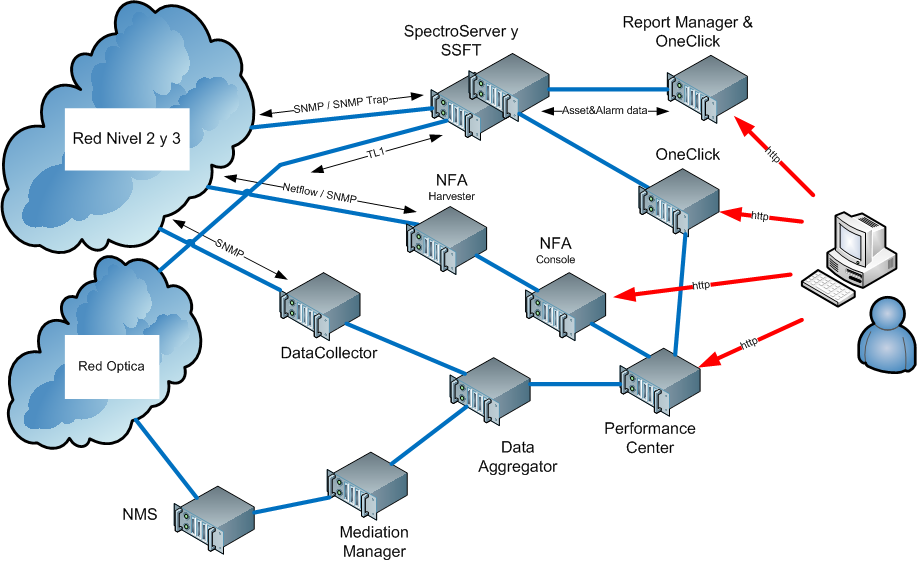 SpectroServer y
SSFT
Report Manager &
OneClick
SNMP / SNMP Trap
Asset&Alarm data
Red Nivel 2 y 3
TL1
http
OneClick
NFA
Harvester
Netflow / SNMP
http
SNMP
NFA
Console
http
DataCollector
http
Red Optica
Performance
Center
Data
Aggregator
NMS
Mediation
Manager